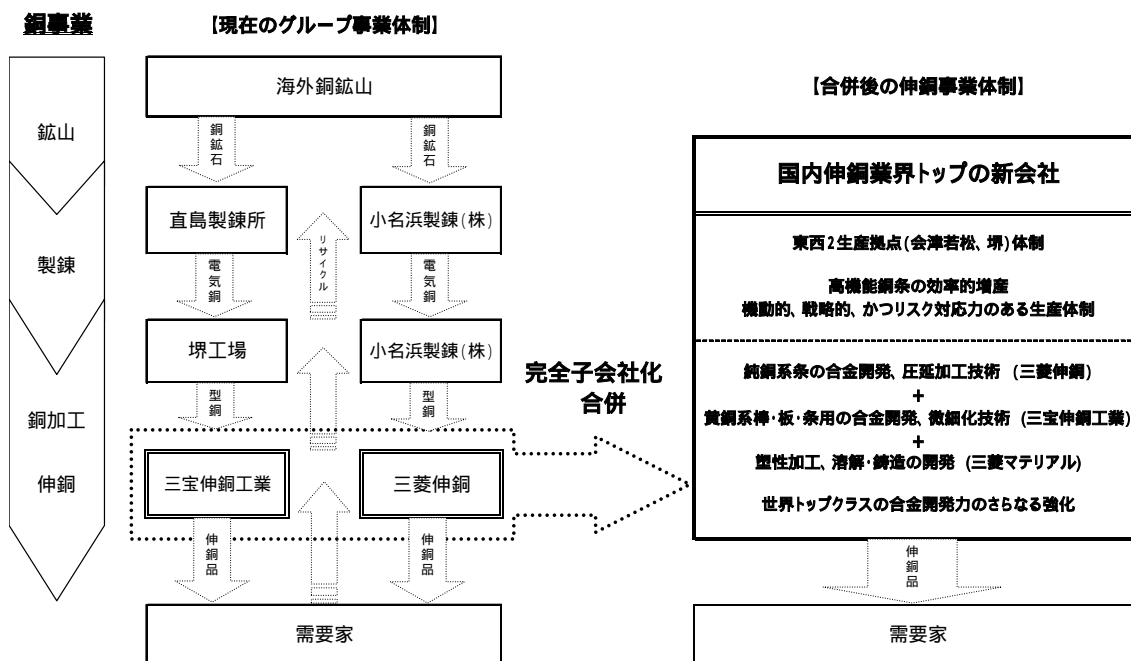 銅事業
鉱山
製錬
銅加工
伸銅
【現在のグループ事業体制】
海外銅鉱山
銅鉱石
銅鉱石
直島製錬所
小名浜製錬(株)
リサイクル
電気銅
電気銅
堺工場
小名浜製錬(株)
型銅
型銅
三宝伸銅工業
三菱伸銅
伸銅品
伸銅品
需要家
完全子会社化
合併
【合併後の伸銅事業体制】
国内伸銅業界トップの新会社
東西2生産拠点(会津若松、堺)体制
高機能銅条の効率的増産
機動的、戦略的、かつリスク対応力のある生産体制
純銅系条の合金開発、圧延加工技術 (三菱伸銅)
+
黄銅系棒・板・条用の合金開発、微細化技術 (三宝伸銅工業)
+
塑性加工、溶解・鋳造の開発 (三菱マテリアル)
世界トップクラスの合金開発力のさらなる強化
伸銅品
需要家